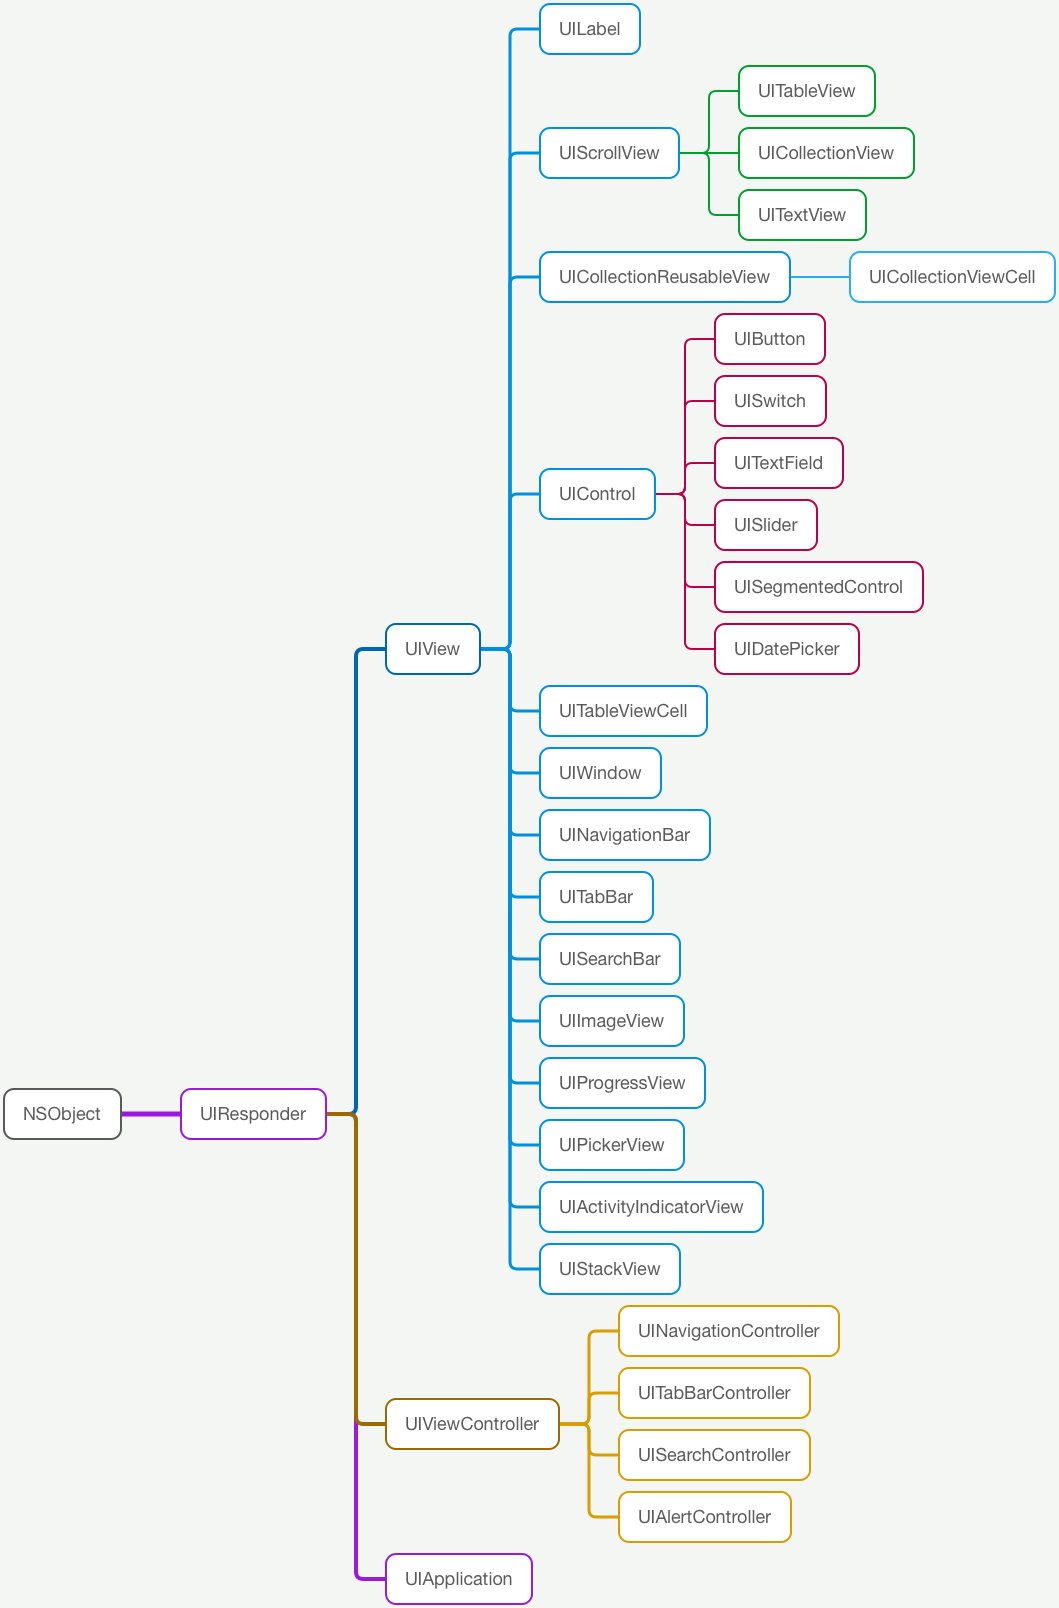 UILabel
UITableView
UIScrollView
UICollectionView
UITextView
UICollectionReusableView
UICollectionViewCell
UIButton
UISwitch
UITextField
UIControl
UISlider
UISegmentedControl
UIView
UIDatePicker
UITableViewCell
UIWindow
UINavigationBar
UITabBar
UISearchBar
UIImageView
UIProgressView
NSObject
UIResponder
UIPickerView
UIActivityIndicatorView
UIStackView
UINavigationController
UITabBarController
UIViewController
UISearchController
UIAlertController
UIApplication